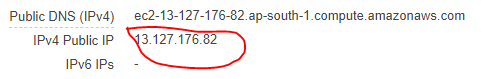 Public DNS (IPv4) ec2-13-127-176-82.ap-south-1.compute.amazonaws.com
IPv4 Public IP 13.127.176.82
IPv6 IPs -